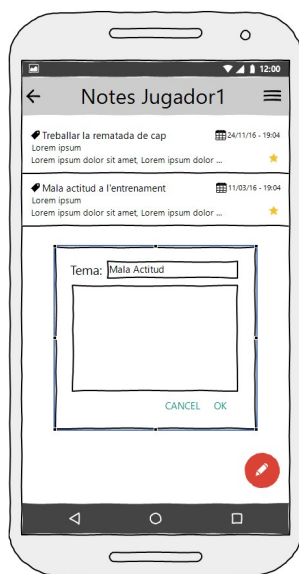 12:00
Notes Jugador1
Treballar la rematada de cap 24/11/16 - 19:04
Lorem ipsum
Lorem ipsum dolor sit amet, Lorem ipsum dolor ...
Mala actitud a l'entrenament 11/03/16 - 19:04
Lorem ipsum
Lorem ipsum dolor sit amet, Lorem ipsum dolor ...
Tema: Mala Actitud
CANCEL OK